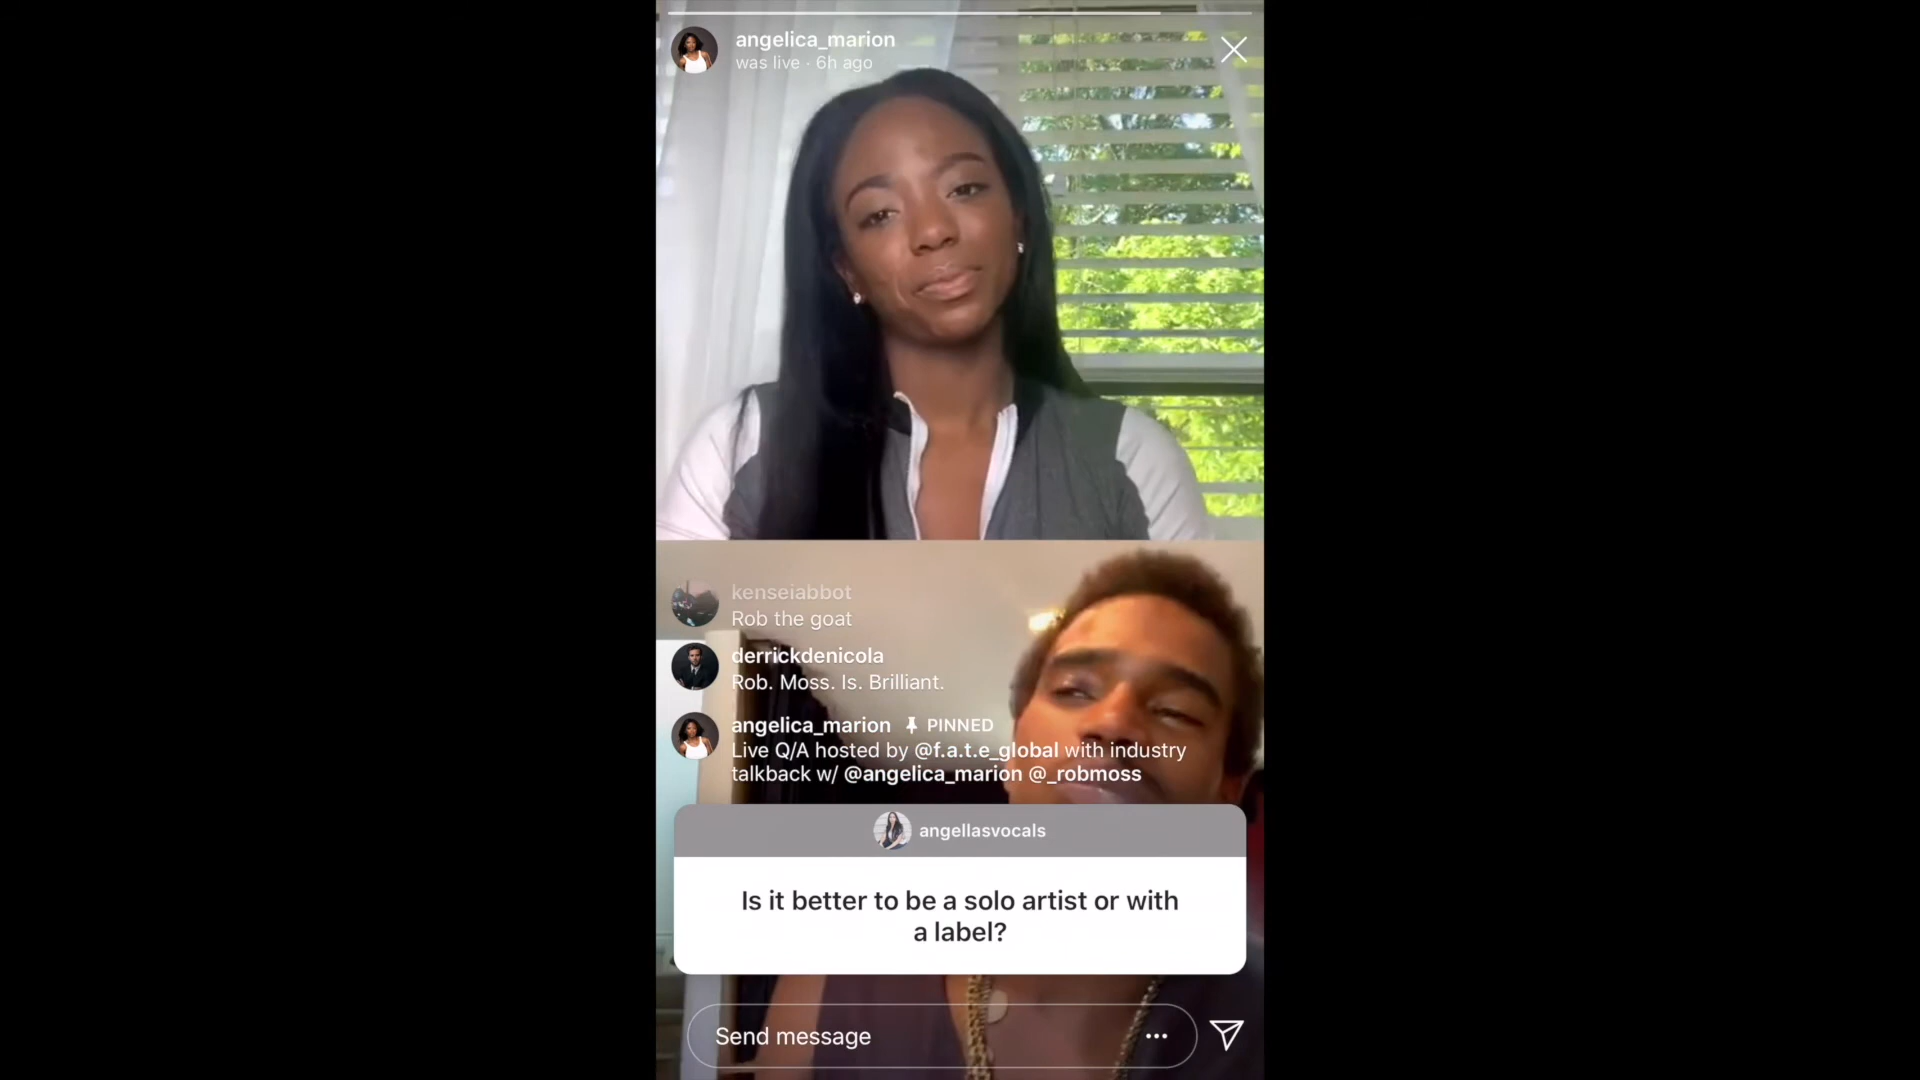 angelica_marion
was live · 6h ago
kenseiabbot
Rob the goat
derrickdenicola
Rob. Moss. Is. Brilliant.
angelica_marion PINNED
Live Q/A hosted by @f.a.t.e_global with industry
talkback w/ @angelica_marion @_robmoss
angellasvocals
Is it better to be a solo artist or with
a label?
Send message